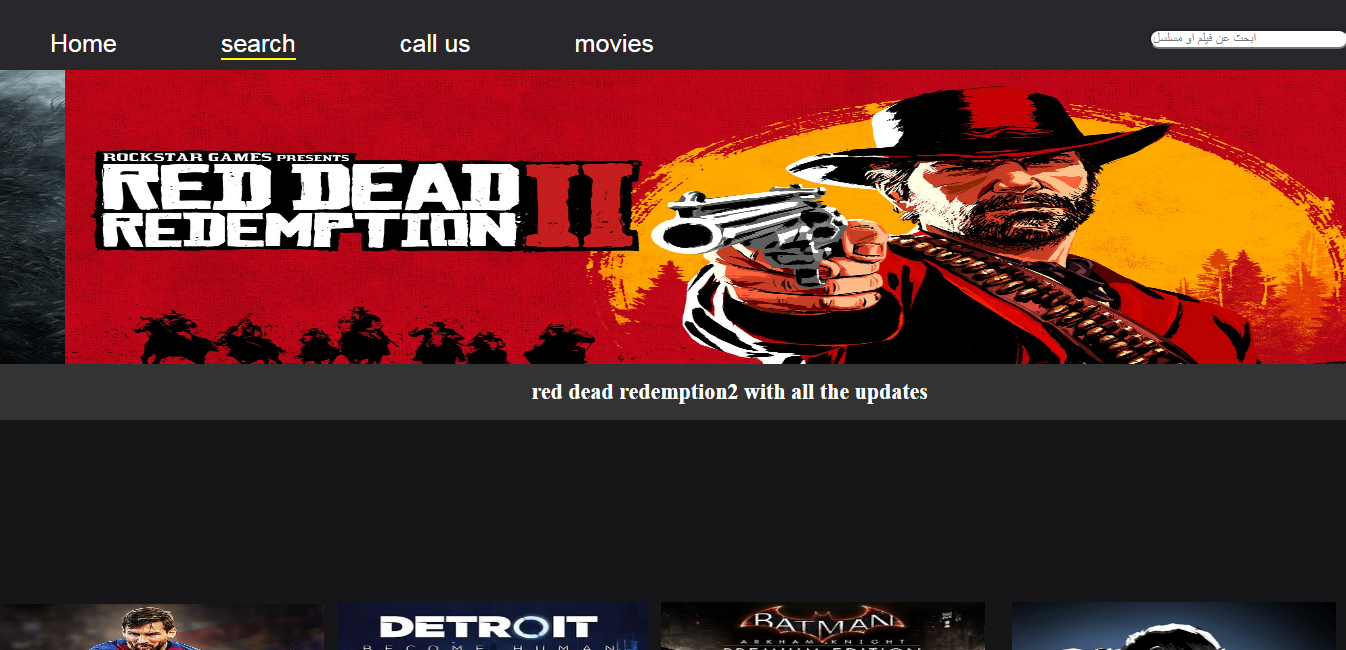 Home search call us movies
ابحث عن فيلم او مسلسل
ROCKSTAR GAMES PRESENTS
RED DEAD
REDEMPTION II
red dead redemption2 with all the updates
DETROIT
BECOME HUMAN
BATMAN
ARKHAM KNIGHT
PREMIUM EDITION